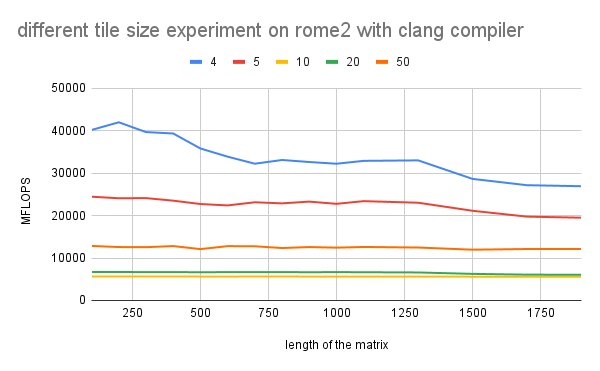 different tile size experiment on rome2 with clang compiler
4 5 10 20 50
50000
40000
30000
20000
10000
0
MFLOPS
250 500 750 1000 1250 1500 1750
length of the matrix